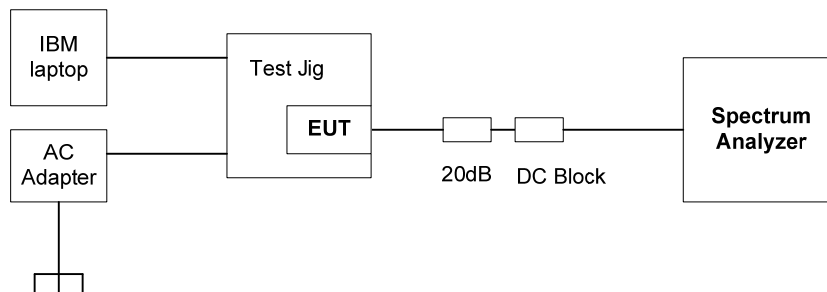 IBM
laptop
Test Jig
EUT
AC
Adapter
20dB
DC Block
Spectrum
Analyzer